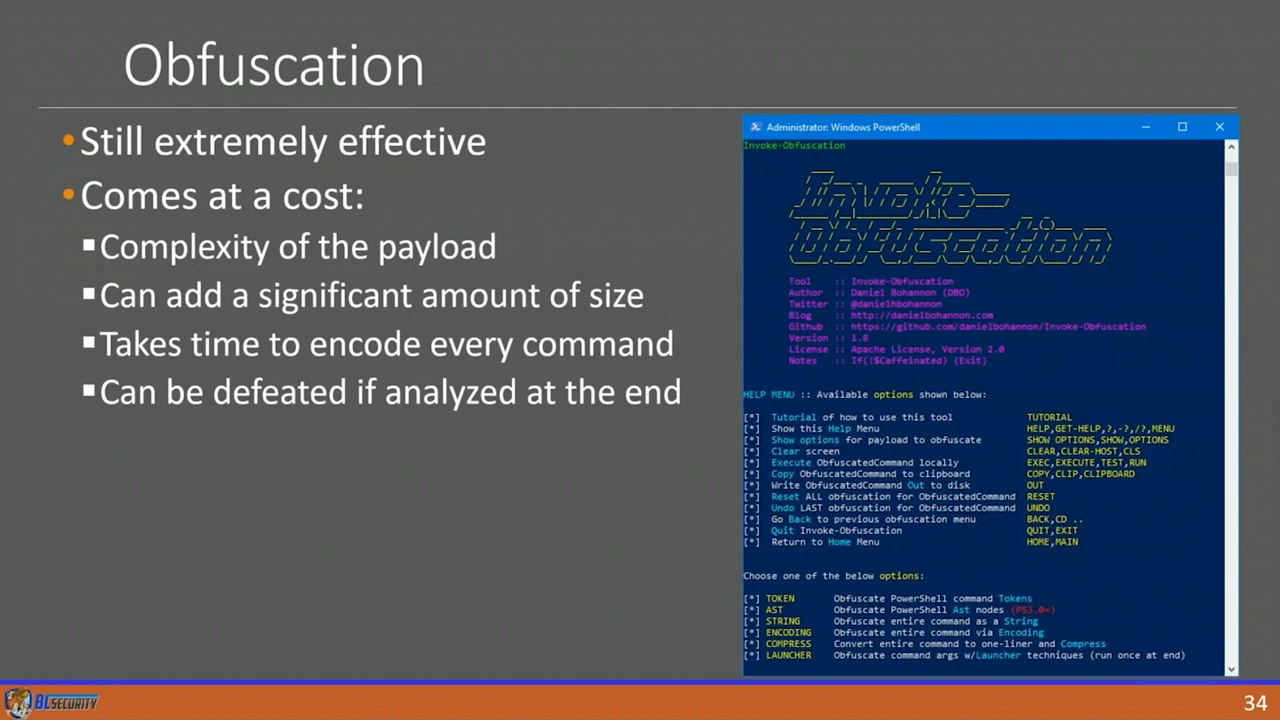 Obfuscation
•Still extremely effective
•Comes at a cost:
▪Complexity of the payload
▪Can add a significant amount of size
▪Takes time to encode every command
▪Can be defeated if analyzed at the end
Administrator: Windows PowerShell
Invoke-Obfuscation
Invoke-
Obfuscation
Tool :: Invoke-Obfuscation
Author :: Daniel Bohannon (DBO)
Twitter :: @danielhbohannon
Blog :: http://danielbohannon.com
Github :: https://github.com/danielbohannon/Invoke-Obfuscation
Version :: 1.8
License :: Apache License, Version 2.0
Notes :: If(!$Caffeinated) {Exit}
HELP MENU :: Available options shown below:
[*] Tutorial of how to use this tool TUTORIAL
[*] Show this Help Menu HELP,GET-HELP,?,-?,/?,MENU
[*] Show options for payload to obfuscate SHOW OPTIONS,SHOW,OPTIONS
[*] Clear screen CLEAR,CLEAR-HOST,CLS
[*] Execute ObfuscatedCommand locally EXEC,EXECUTE,TEST,RUN
[*] Copy ObfuscatedCommand to clipboard COPY,CLIP,CLIPBOARD
[*] Write ObfuscatedCommand Out to disk OUT
[*] Reset ALL obfuscation for ObfuscatedCommand RESET
[*] Undo LAST obfuscation for ObfuscatedCommand UNDO
[*] Go Back to previous obfuscation menu BACK,CD ..
[*] Quit Invoke-Obfuscation QUIT,EXIT
[*] Return to Home Menu HOME,MAIN
Choose one of the below options:
[*] TOKEN Obfuscate PowerShell command Tokens
[*] AST Obfuscate PowerShell Ast nodes (PS3.0+)
[*] STRING Obfuscate entire command as a String
[*] ENCODING Obfuscate entire command via Encoding
[*] COMPRESS Convert entire command to one-liner and Compress
[*] LAUNCHER Obfuscate command args w/Launcher techniques (run once at end)
BLSECURITY
34